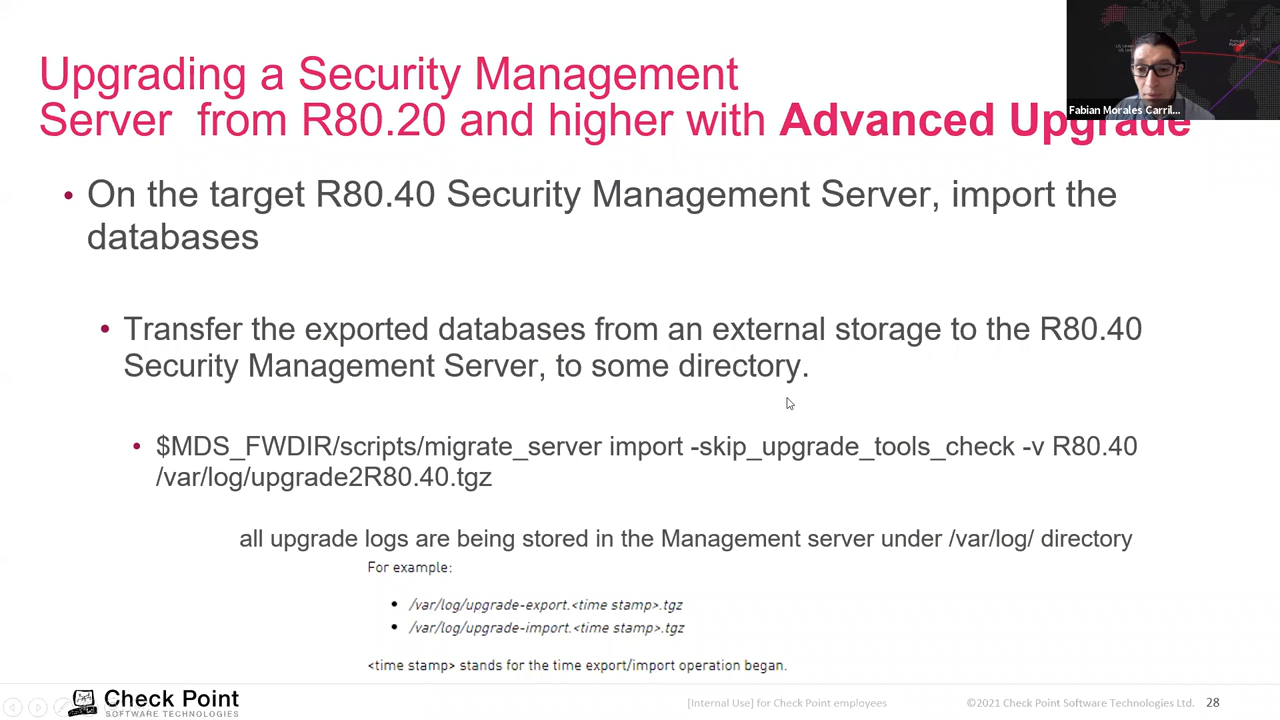 Upgrading a Security Management
Server from R80.20 and higher with Advanced Upgrade
Fabian Morales Carril...
• On the target R80.40 Security Management Server, import the
databases
• Transfer the exported databases from an external storage to the R80.40
Security Management Server, to some directory.
• $MDS_FWDIR/scripts/migrate_server import -skip_upgrade_tools_check -v R80.40
/var/log/upgrade2R80.40.tgz
all upgrade logs are being stored in the Management server under /var/log/ directory
For example:
• /var/log/upgrade-export.<time stamp>.tgz
• /var/log/upgrade-import.<time stamp>.tgz
<time stamp> stands for the time export/import operation began.
Check Point
SOFTWARE TECHNOLOGIES
[Internal Use] for Check Point employees
©2021 Check Point Software Technologies Ltd.
28